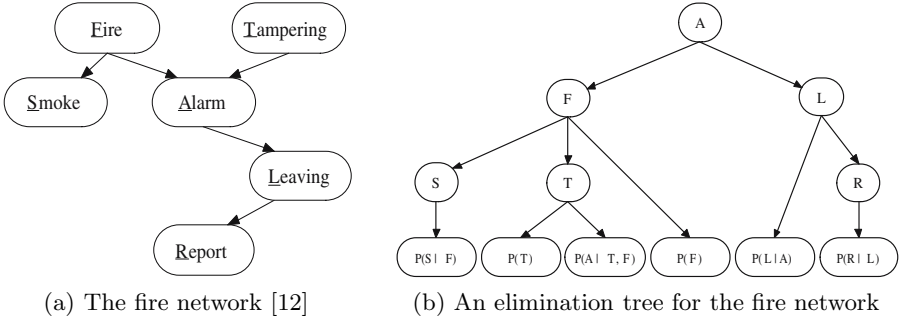 Fire
Tampering
Smoke
Alarm
Leaving
Report
(a) The fire network [12]
A
F
L
S
T
R
P(S | F)
P(T)
P(A | T, F)
P(F)
P(L | A)
P(R | L)
(b) An elimination tree for the fire network